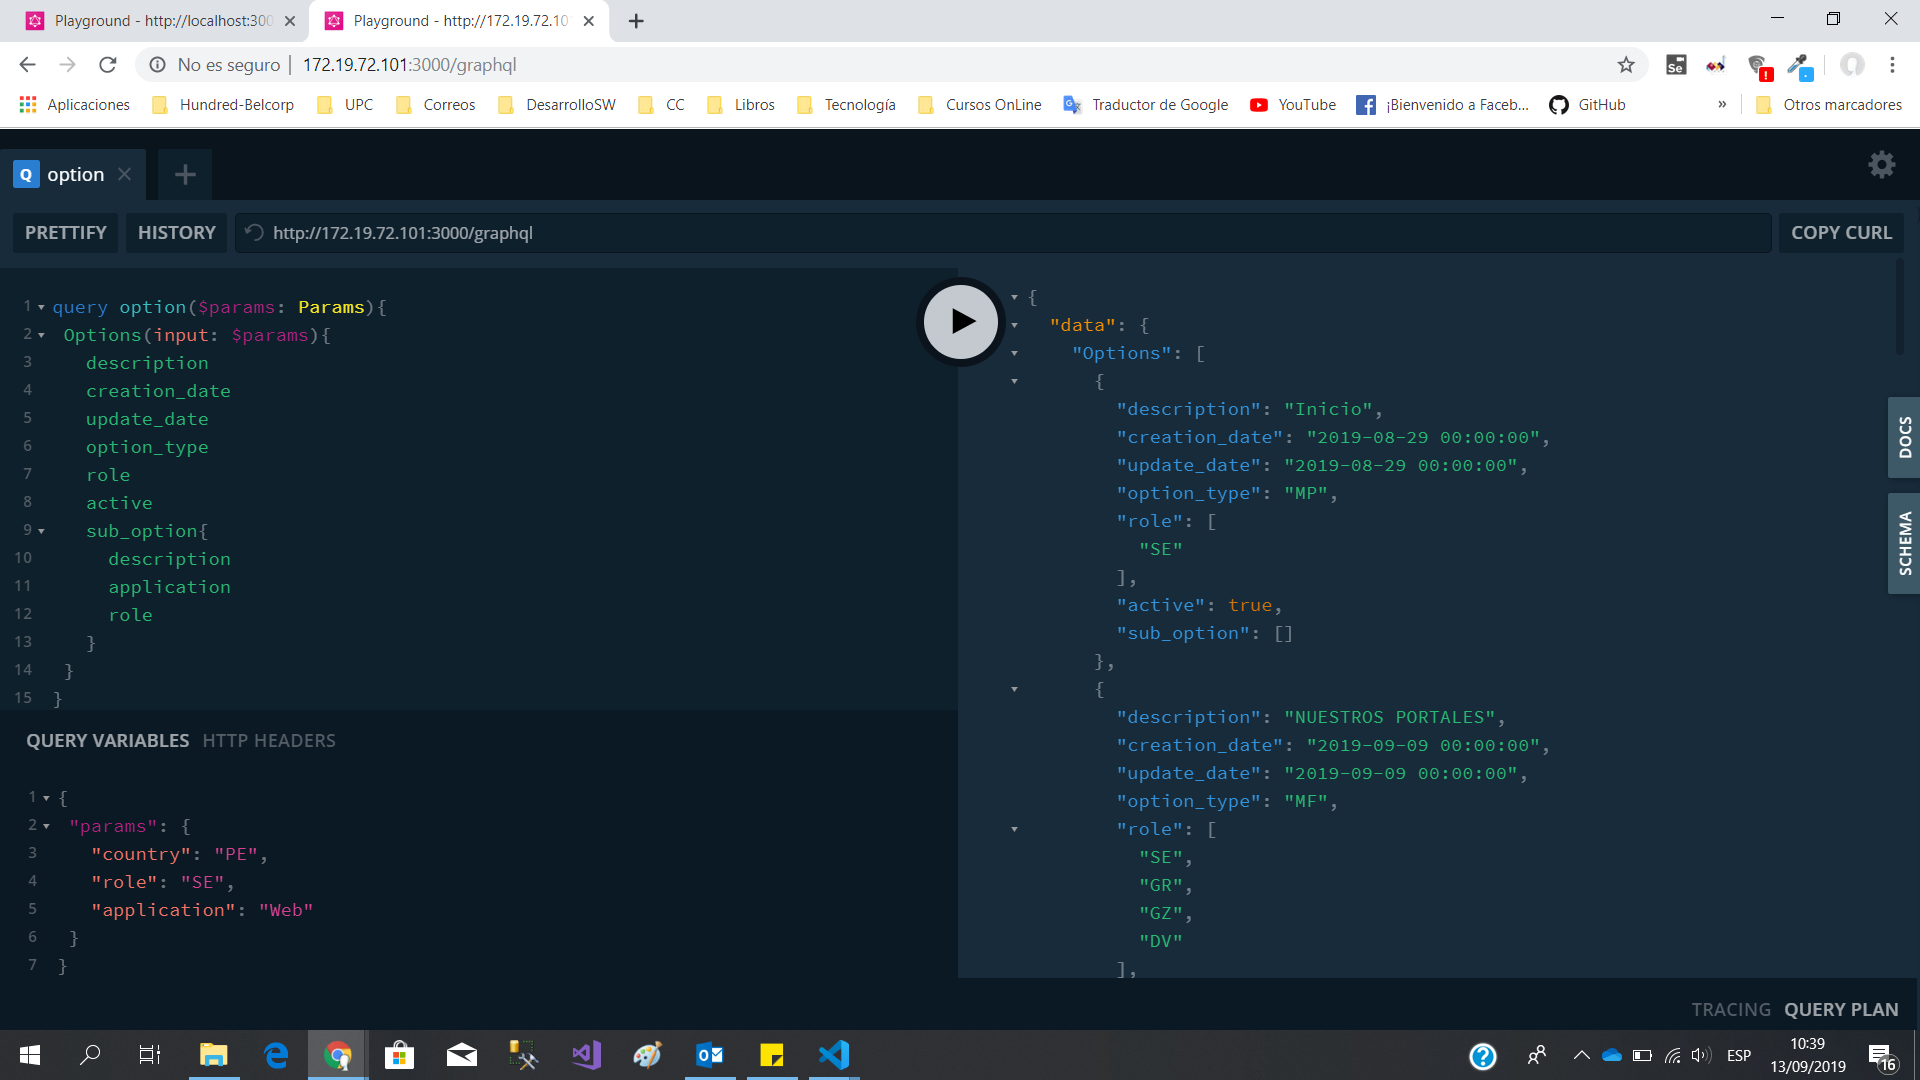 Playground - http://localhost:300
Playground - http://172.19.72.10
No es seguro | 172.19.72.101:3000/graphql
Se
Aplicaciones Hundred-Belcorp UPC Correos DesarrolloSW CC Libros Tecnología Cursos OnLine Traductor de Google YouTube ¡Bienvenido a Faceb... GitHub » Otros marcadores
Q option
PRETTIFY HISTORY http://172.19.72.101:3000/graphql COPY CURL
1 query option($params: Params){
2 Options(input: $params){
3 description
4 creation_date
5 update_date
6 option_type
7 role
8 active
9 sub_option{
10 description
11 application
12 role
13 }
14 }
15 }
QUERY VARIABLES HTTP HEADERS
1 {
2 "params": {
3 "country": "PE",
4 "role": "SE",
5 "application": "Web"
6 }
7 }
{
"data": {
"Options": [
{
"description": "Inicio",
"creation_date": "2019-08-29 00:00:00",
"update_date": "2019-08-29 00:00:00",
"option_type": "MP",
"role": [
"SE"
],
"active": true,
"sub_option": []
},
{
"description": "NUESTROS PORTALES",
"creation_date": "2019-09-09 00:00:00",
"update_date": "2019-09-09 00:00:00",
"option_type": "MF",
"role": [
"SE",
"GR",
"GZ",
"DV"
],
DOCS
SCHEMA
TRACING QUERY PLAN
ESP
10:39
13/09/2019
16